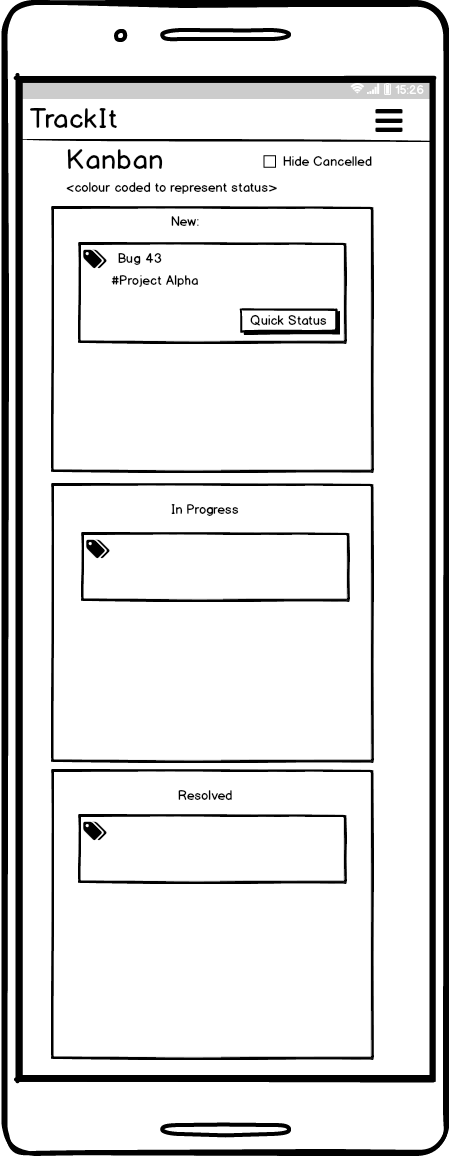 15:26
TrackIt
Kanban
Hide Cancelled
<colour coded to represent status>
New:
Bug 43
#Project Alpha
Quick Status
In Progress
Resolved